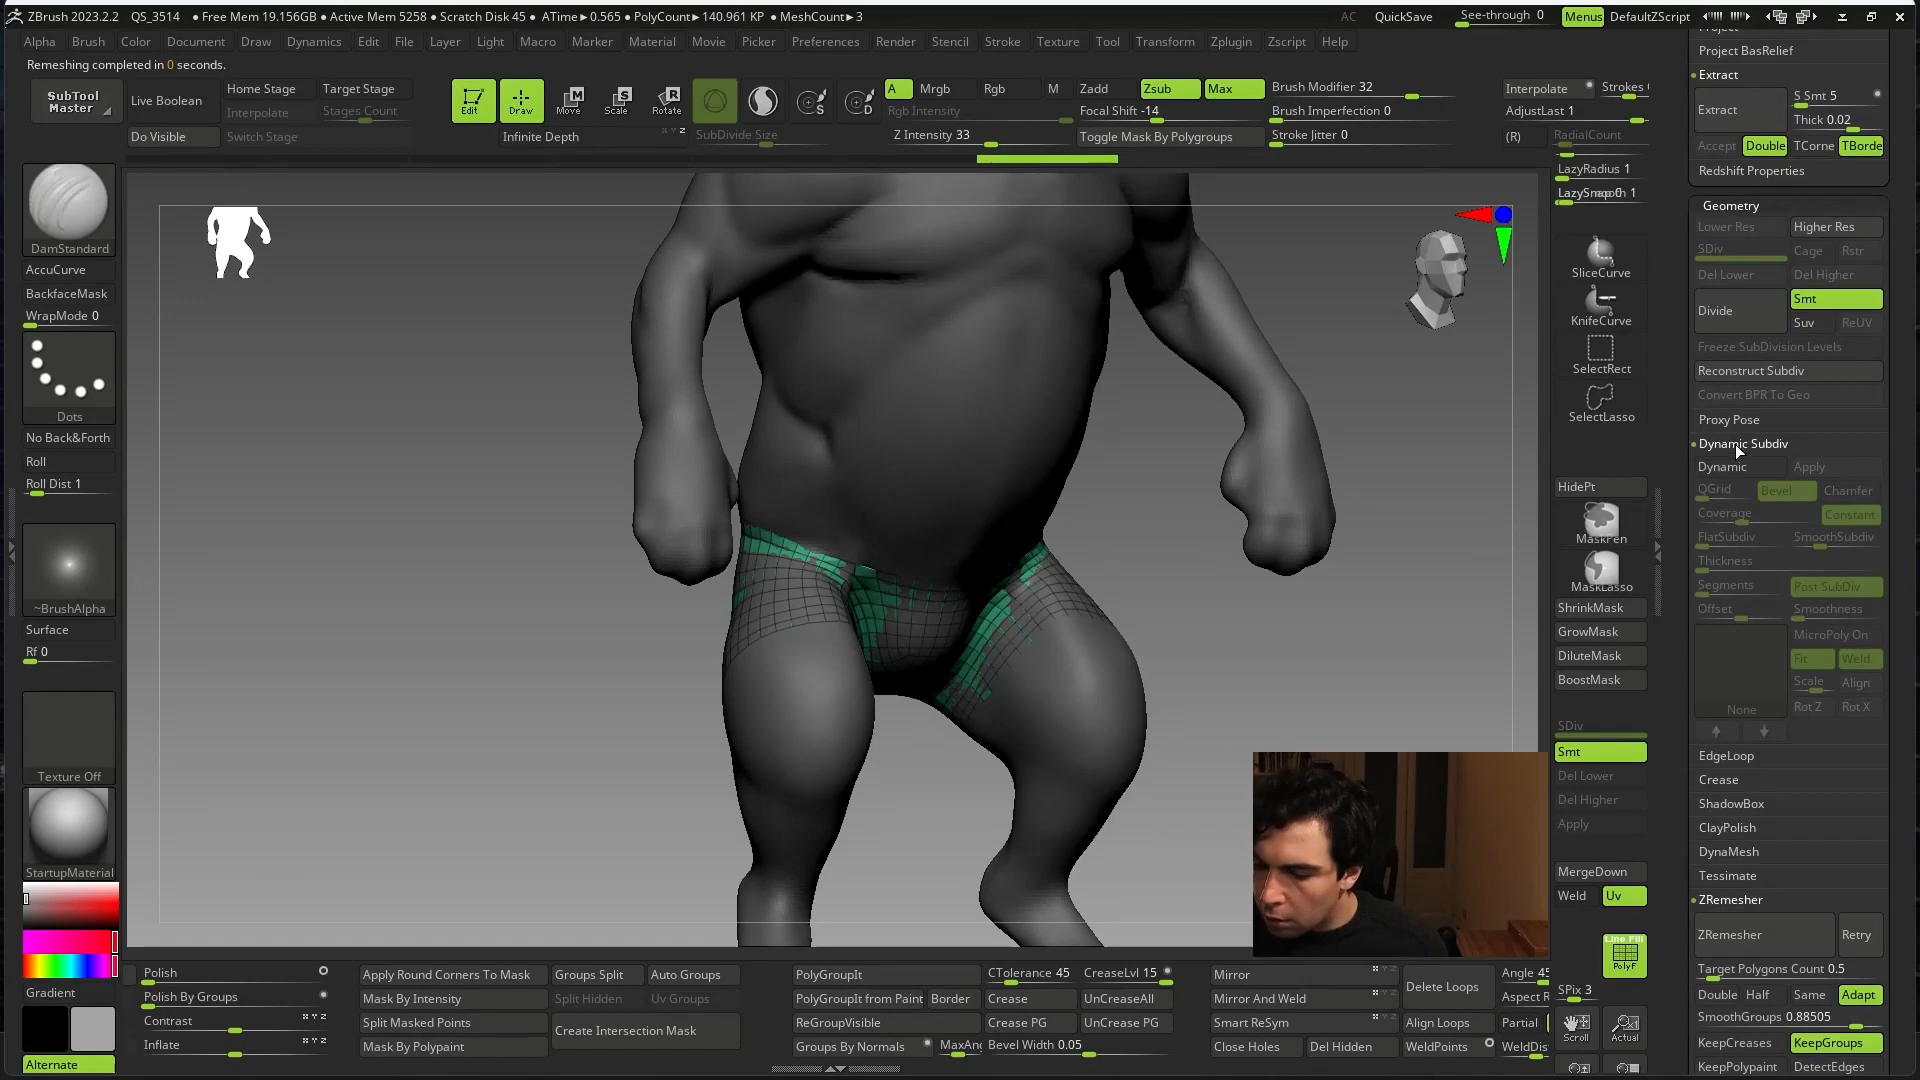 ZBrush 2023.2.2 QS_3514 ● Free Mem 19.156GB ● Active Mem 5258 ● Scratch Disk 45 ● ATime►0.565 ● PolyCount►140.961 KP ● MeshCount►3 AC QuickSave See-through 0 Menus DefaultZScript
Alpha Brush Color Document Draw Dynamics Edit File Layer Light Macro Marker Material Movie Picker Preferences Render Stencil Stroke Texture Tool Transform Zplugin Zscript Help
Remeshing completed in 0 seconds.
SubTool Master
Live Boolean
Do Visible
Home Stage Target Stage
Interpolate Stages Count
Switch Stage
Edit Draw Move Scale Rotate
Infinite Depth
SubDivide Size
A Mrgb Rgb M Zadd Zsub Max
Rgb Intensity Focal Shift -14
Z Intensity 33 Toggle Mask By Polygroups
Brush Modifier 32
Brush Imperfection 0
Stroke Jitter 0
Interpolate Strokes
AdjustLast 1
(R) RadialCount
LazyRadius 1
DamStandard
AccuCurve
BackfaceMask
WrapMode 0
Dots
No Back&Forth
Roll
Roll Dist 1
~BrushAlpha
Surface
Rf 0
Texture Off
StartupMaterial
Gradient
Alternate
SliceCurve
KnifeCurve
SelectRect
SelectLasso
HidePt
MaskPen
MaskLasso
ShrinkMask
GrowMask
DiluteMask
BoostMask
SDiv
Smt
Del Lower
Del Higher
Apply
MergeDown
Weld Uv
Line Fill
PolyF
SPix 3
Scroll Actual
Project BasRelief
Extract
Extract S Smt 5
Thick 0.02
Accept Double TCorne TBorde
Redshift Properties
Geometry
Lower Res Higher Res
SDiv Cage Rstr
Del Lower Del Higher
Divide Smt
Suv ReUV
Freeze SubDivision Levels
Reconstruct Subdiv
Convert BPR To Geo
Proxy Pose
Dynamic Subdiv
Dynamic Apply
QGrid Bevel Chamfer
Coverage Constant
FlatSubdiv SmoothSubdiv
Thickness
Segments Post SubDiv
Offset Smoothness
MicroPoly On
Fit Weld
Scale Align
None Rot Z Rot X
EdgeLoop
Crease
ShadowBox
ClayPolish
DynaMesh
Tessimate
ZRemesher
ZRemesher Retry
Target Polygons Count 0.5
Double Half Same Adapt
SmoothGroups 0.88505
KeepCreases KeepGroups
KeepPolypaint DetectEdges
Polish
Polish By Groups
Contrast
Inflate
Apply Round Corners To Mask Groups Split Auto Groups
Mask By Intensity Split Hidden Uv Groups
Split Masked Points Create Intersection Mask
Mask By Polypaint
PolyGroupIt CTolerance 45 CreaseLvl 15
PolyGroupIt from Paint Border Crease UnCreaseAll
ReGroupVisible Crease PG UnCrease PG
Groups By Normals MaxAng Bevel Width 0.05
Mirror Delete Loops Angle 45
Mirror And Weld Aspect R
Smart ReSym Align Loops Partial
Close Holes Del Hidden WeldPoints WeldDis